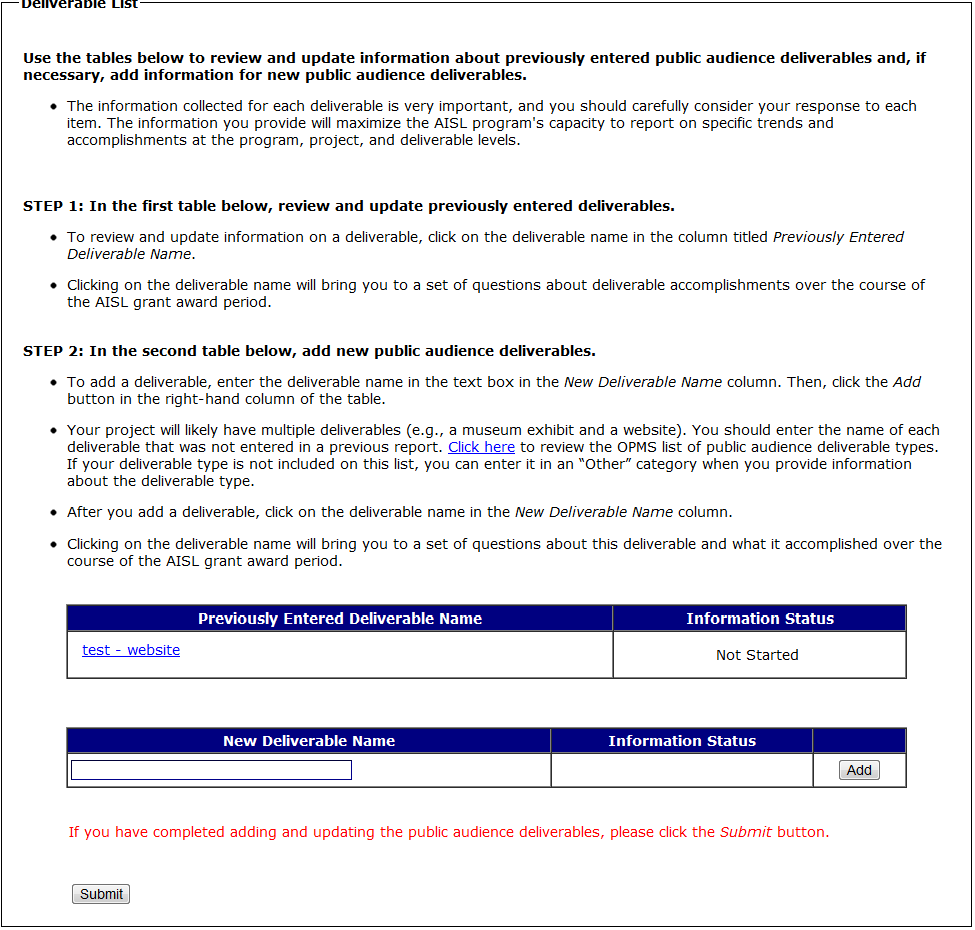 Deliverable List
Use the tables below to review and update information about previously entered public audience deliverables and, if
necessary, add information for new public audience deliverables.
The information collected for each deliverable is very important, and you should carefully consider your response to each
item. The information you provide will maximize the AISL program's capacity to report on specific trends and
accomplishments at the program, project, and deliverable levels.
STEP 1: In the first table below, review and update previously entered deliverables.
To review and update information on a deliverable, click on the deliverable name in the column titled Previously Entered
Deliverable Name.
Clicking on the deliverable name will bring you to a set of questions about deliverable accomplishments over the course of
the AISL grant award period.
STEP 2: In the second table below, add new public audience deliverables.
To add a deliverable, enter the deliverable name in the text box in the New Deliverable Name column. Then, click the Add
button in the right-hand column of the table.
Your project will likely have multiple deliverables (e.g., a museum exhibit and a website). You should enter the name of each
deliverable that was not entered in a previous report. Click here to review the OPMS list of public audience deliverable types.
If your deliverable type is not included on this list, you can enter it in an “Other” category when you provide information
about the deliverable type.
After you add a deliverable, click on the deliverable name in the New Deliverable Name column.
Clicking on the deliverable name will bring you to a set of questions about this deliverable and what it accomplished over the
course of the AISL grant award period.
Previously Entered Deliverable Name Information Status
test - website Not Started
New Deliverable Name Information Status
Add
If you have completed adding and updating the public audience deliverables, please click the Submit button.
Submit